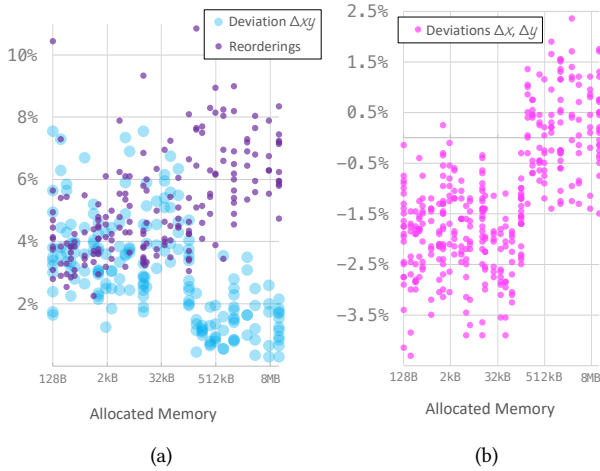 Deviation Δxy
Reorderings
10%
8%
6%
4%
2%
128B 2kB 32kB 512kB 8MB
Allocated Memory
(a)
Deviations Δx, Δy
2.5%
1.5%
0.5%
−0.5%
−1.5%
−2.5%
−3.5%
128B 2kB 32kB 512kB 8MB
Allocated Memory
(b)